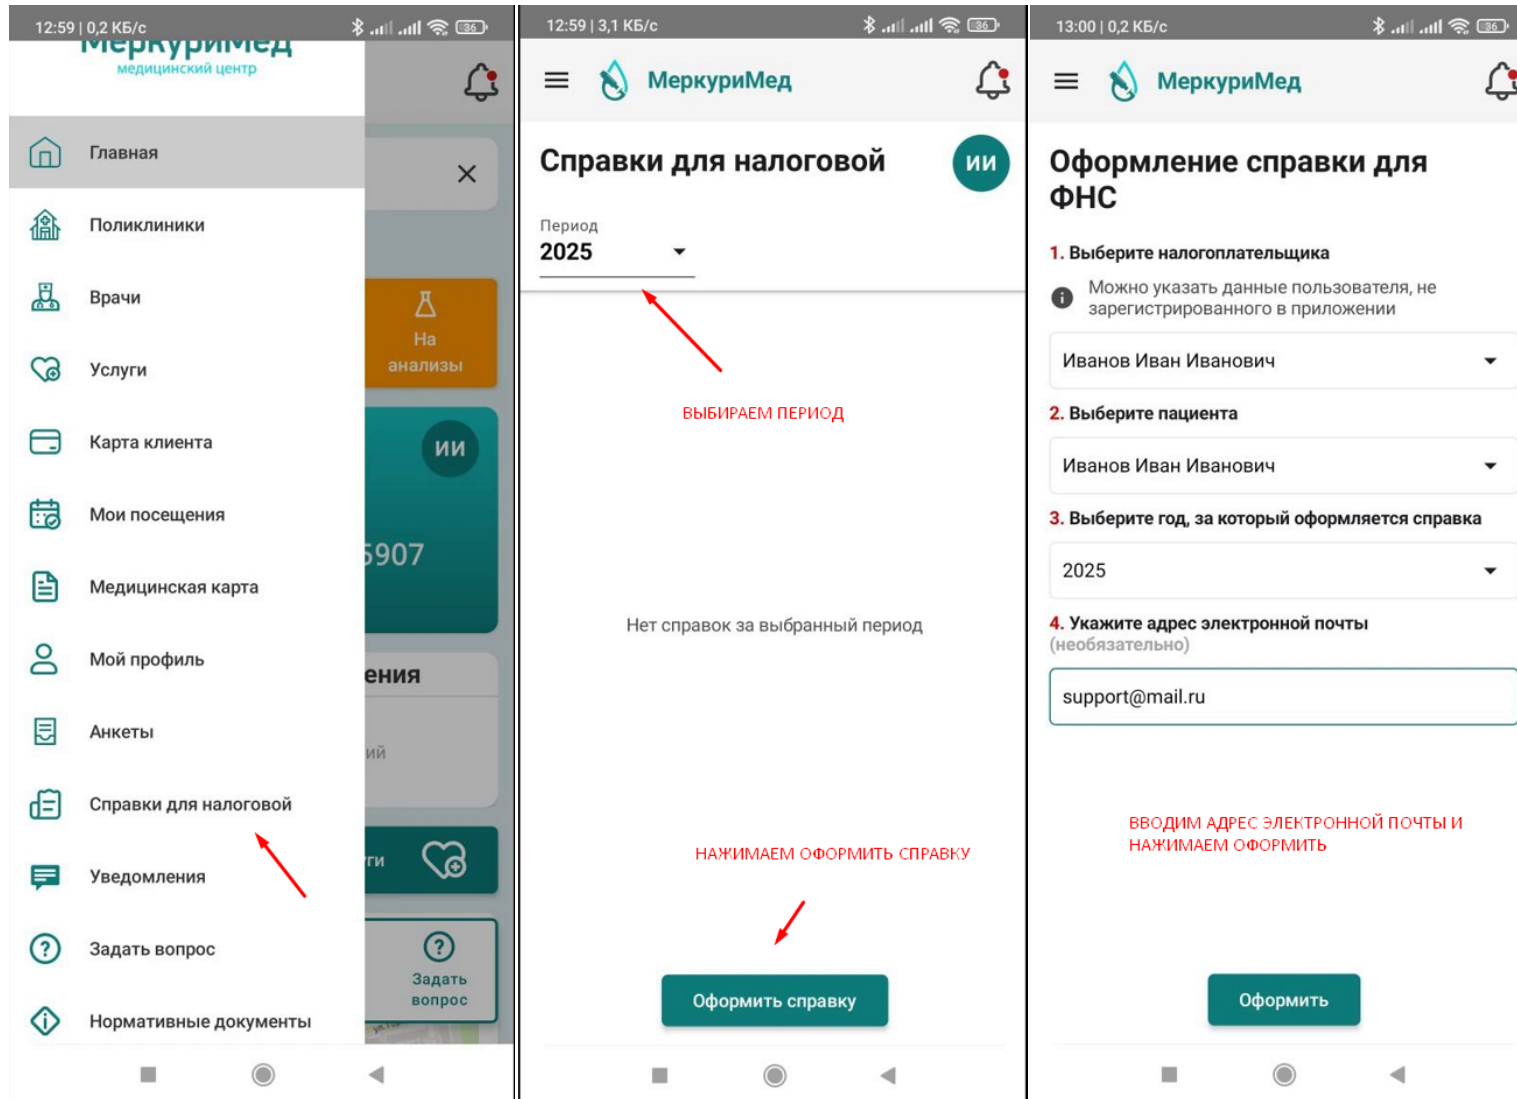 12:59 | 0,2 КБ/с
36
МеркуриМед
медицинский центр
Главная
Поликлиники
Врачи
Услуги
Карта клиента
Мои посещения
Медицинская карта
Мой профиль
Анкеты
Справки для налоговой
Уведомления
Задать вопрос
Нормативные документы
На
анализы
ИИ
5907
ения
ий
ги
Задать
вопрос
12:59 | 3,1 КБ/с
36
МеркуриМед
Справки для налоговой
ИИ
Период
2025
ВЫБИРАЕМ ПЕРИОД
Нет справок за выбранный период
НАЖИМАЕМ ОФОРМИТЬ СПРАВКУ
Оформить справку
13:00 | 0,2 КБ/с
36
МеркуриМед
Оформление справки для
ФНС
1. Выберите налогоплательщика
Можно указать данные пользователя, не
зарегистрированного в приложении
Иванов Иван Иванович
2. Выберите пациента
Иванов Иван Иванович
3. Выберите год, за который оформляется справка
2025
4. Укажите адрес электронной почты
(необязательно)
support@mail.ru
ВВОДИМ АДРЕС ЭЛЕКТРОННОЙ ПОЧТЫ И
НАЖИМАЕМ ОФОРМИТЬ
Оформить